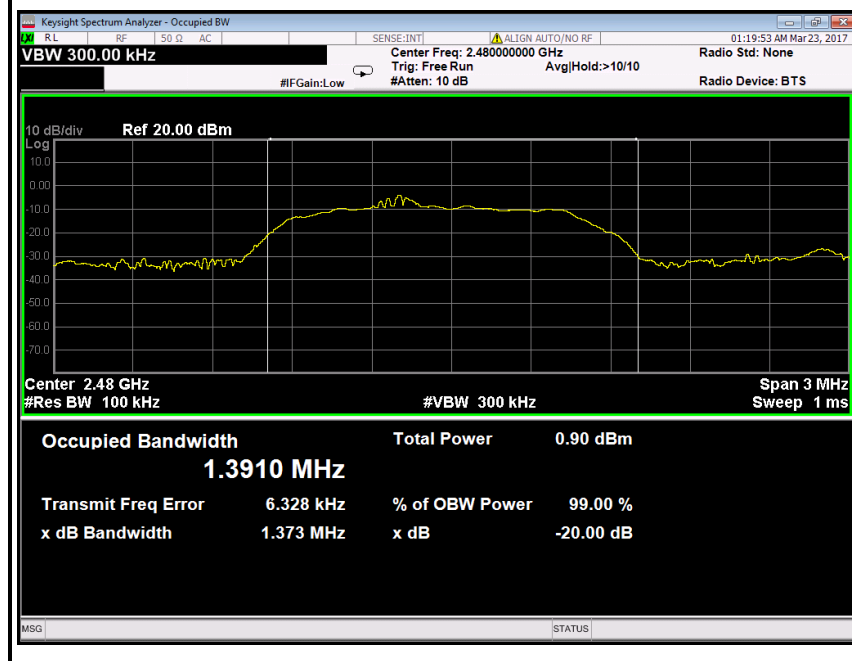 Keysight Spectrum Analyzer - Occupied BW
LXI RL RF 50 Ω AC SENSE:INT ALIGN AUTO/NO RF 01:19:53 AM Mar 23, 2017
VBW 300.00 kHz Center Freq: 2.480000000 GHz Radio Std: None
Trig: Free Run Avg|Hold:>10/10
#IFGain:Low #Atten: 10 dB Radio Device: BTS
10 dB/div Ref 20.00 dBm
Log
10.0
0.00
-10.0
-20.0
-30.0
-40.0
-50.0
-60.0
-70.0
Center 2.48 GHz Span 3 MHz
#Res BW 100 kHz #VBW 300 kHz Sweep 1 ms
Occupied Bandwidth Total Power 0.90 dBm
1.3910 MHz
Transmit Freq Error 6.328 kHz % of OBW Power 99.00 %
x dB Bandwidth 1.373 MHz x dB -20.00 dB
MSG STATUS